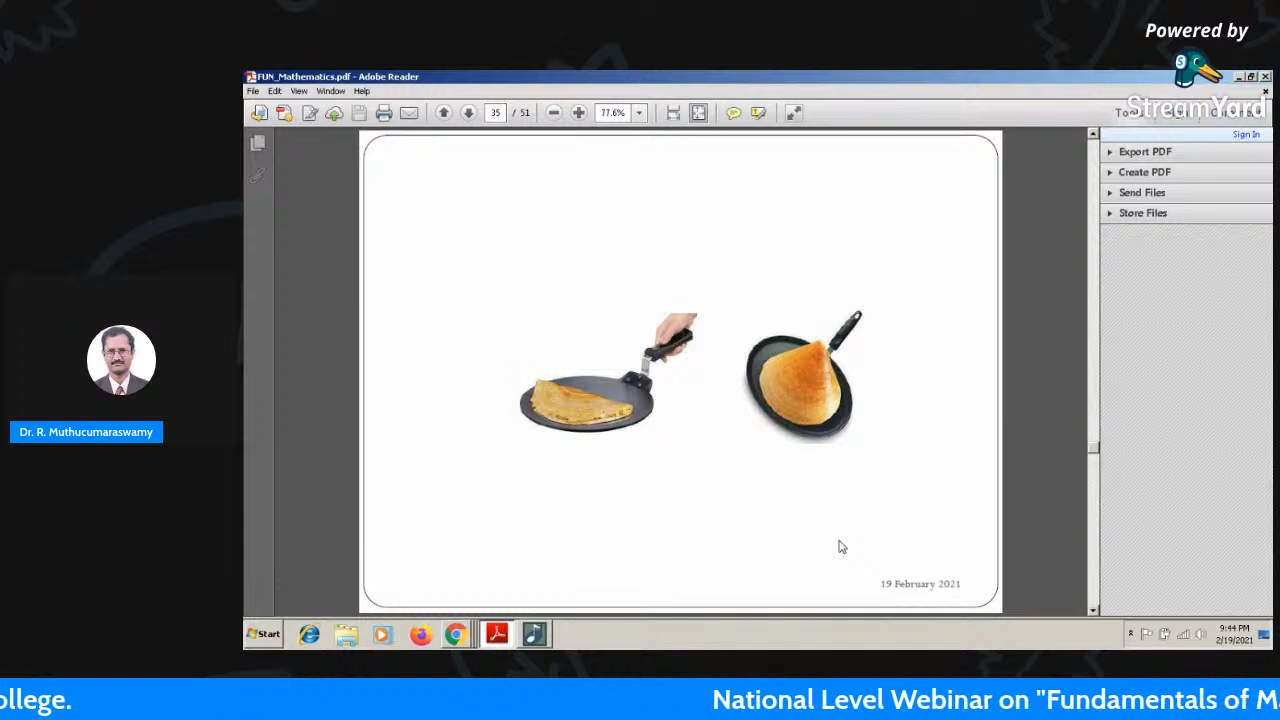 Powered by
StreamYard
FUN_Mathematics.pdf - Adobe Reader
File Edit View Window Help
35 / 51 77.6%
Sign In
Export PDF
Create PDF
Send Files
Store Files
Dr. R. Muthucumaraswamy
19 February 2021
Start
9:44 PM
2/19/2021
ollege. National Level Webinar on "Fundamentals of M